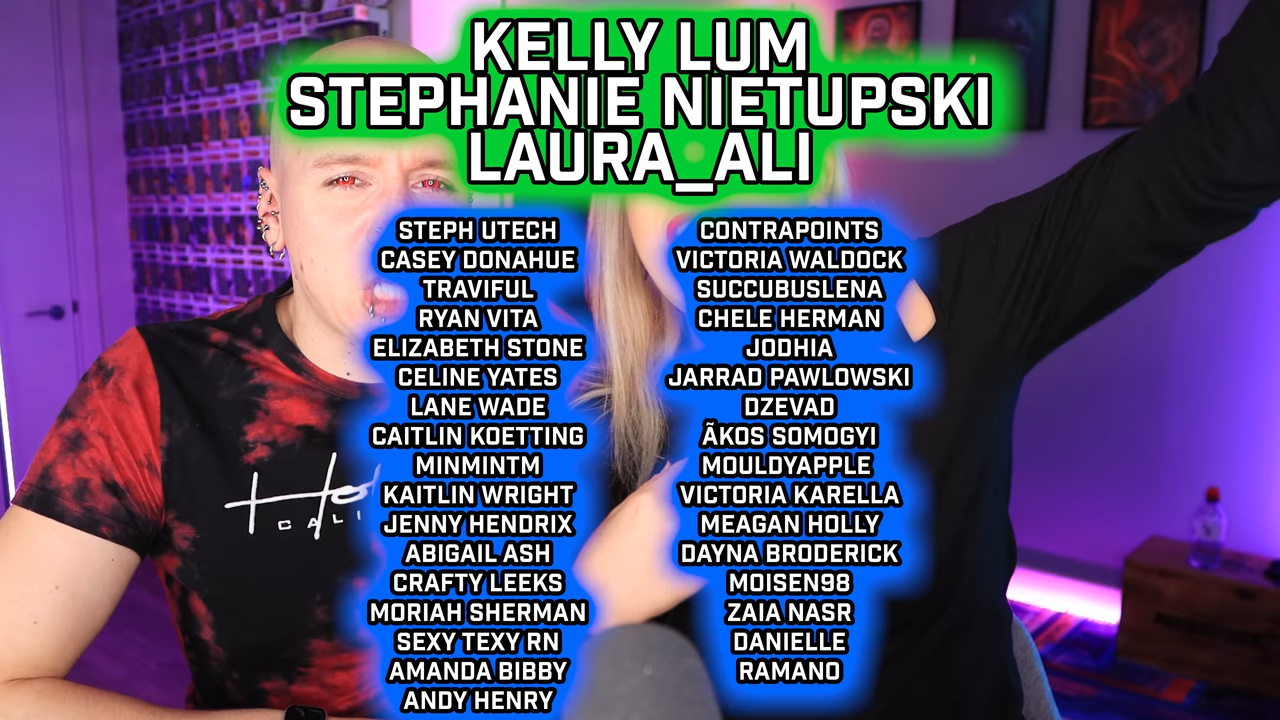 KELLY LUM
STEPHANIE NIETUPSKI
LAURA_ALI
STEPH UTECH
CASEY DONAHUE
TRAVIFUL
RYAN VITA
ELIZABETH STONE
CELINE YATES
LANE WADE
CAITLIN KOETTING
MINMINTM
KAITLIN WRIGHT
JENNY HENDRIX
ABIGAIL ASH
CRAFTY LEEKS
MORIAH SHERMAN
SEXY TEXY RN
AMANDA BIBBY
ANDY HENRY
CONTRAPOINTS
VICTORIA WALDOCK
SUCCUBUSLENA
CHELE HERMAN
JODHIA
JARRAD PAWLOWSKI
DZEVAD
ÃKOS SOMOGYI
MOULDYAPPLE
VICTORIA KARELLA
MEAGAN HOLLY
DAYNA BRODERICK
MOISEN98
ZAIA NASR
DANIELLE
RAMANO
CALI